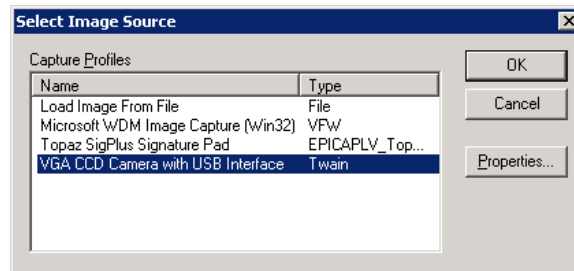 Select Image Source
Capture Profiles
Name Type
Load Image From File File
Microsoft WDM Image Capture (Win32) VFW
Topaz SigPlus Signature Pad EPICAPLV_Top...
VGA CCD Camera with USB Interface Twain
OK
Cancel
Properties...